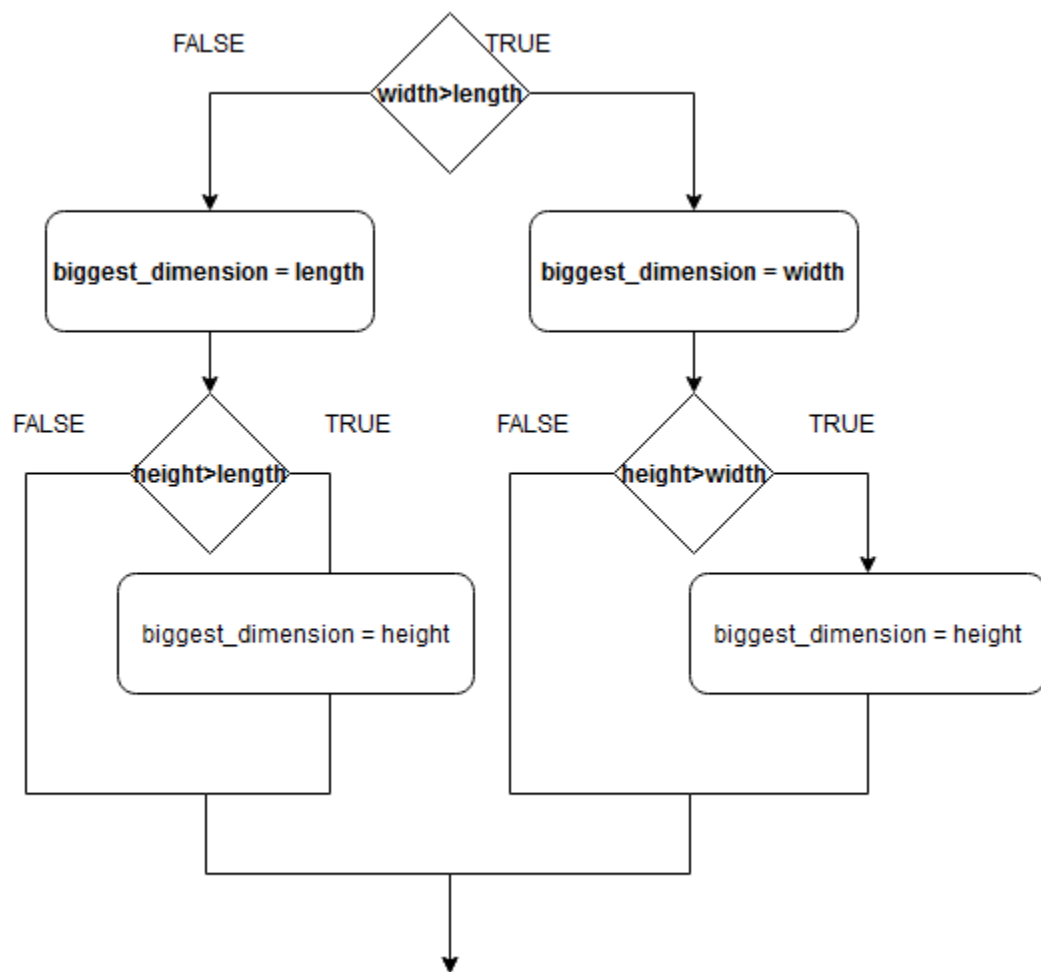 FALSE
TRUE
width>length
biggest_dimension = length
biggest_dimension = width
FALSE
TRUE
FALSE
TRUE
height>length
height>width
biggest_dimension = height
biggest_dimension = height